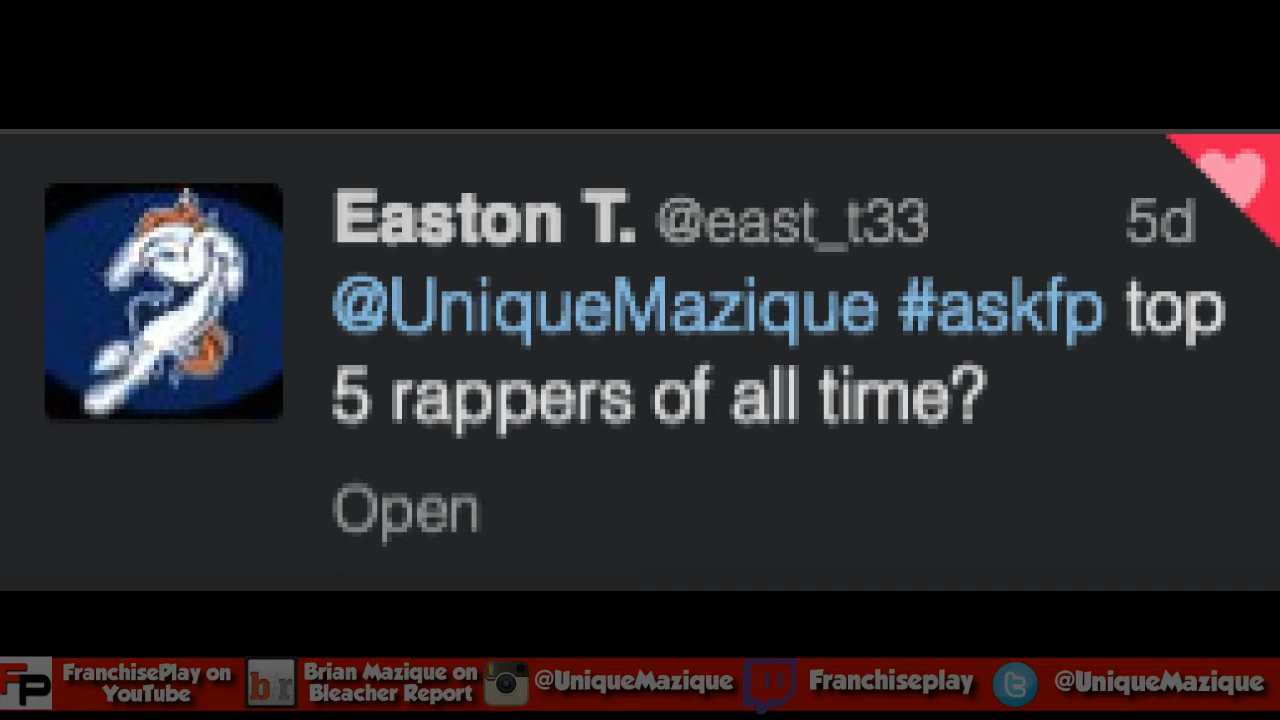 Easton T. @east_t33 5d
@UniqueMazique #askfp top
5 rappers of all time?
Open
FP
FranchisePlay on
YouTube
b/r
Brian Mazique on
Bleacher Report
@UniqueMazique
Franchiseplay
@UniqueMazique